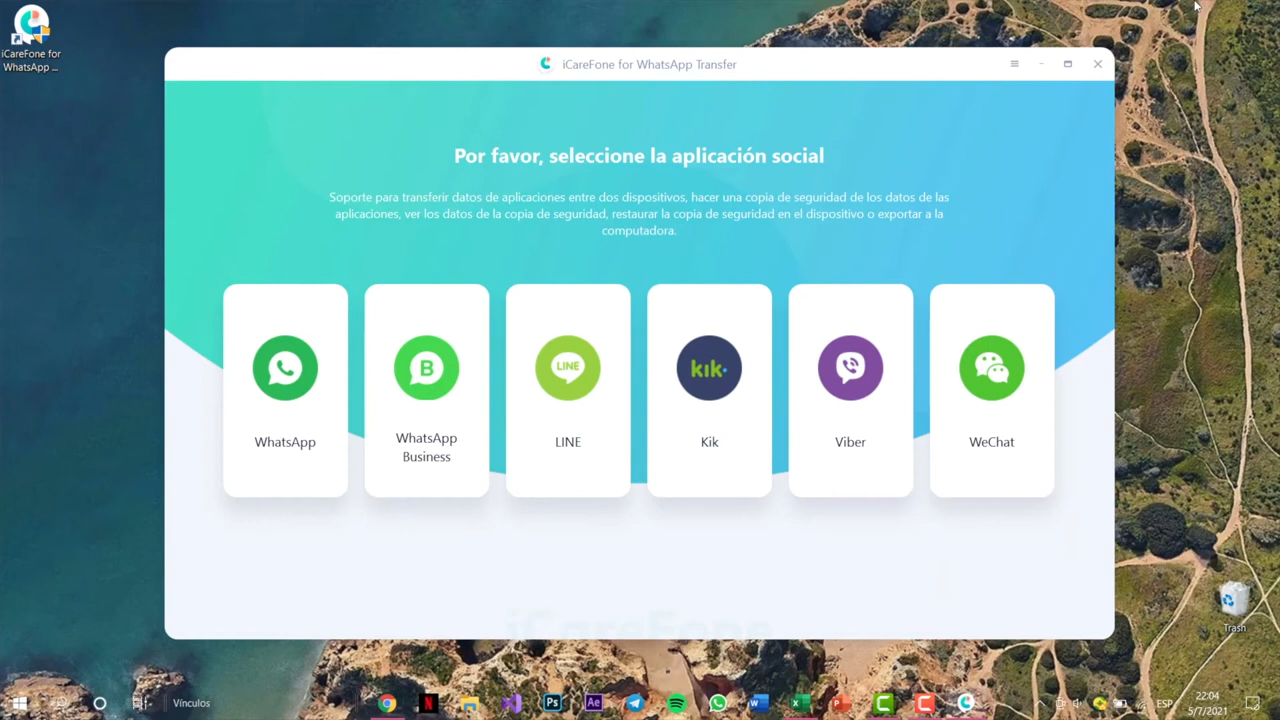 iCareFone for
WhatsApp ...
iCareFone for WhatsApp Transfer
Por favor, seleccione la aplicación social
Soporte para transferir datos de aplicaciones entre dos dispositivos, hacer una copia de seguridad de los datos de las
aplicaciones, ver los datos de la copia de seguridad, restaurar la copia de seguridad en el dispositivo o exportar a la
computadora.
B
LINE
kik
WhatsApp
WhatsApp
Business
LINE
Kik
Viber
WeChat
iCareFone
Trash
Vínculos
N
Ps
Ae
W
X
P
C
C
ESP
22:04
5/7/2021